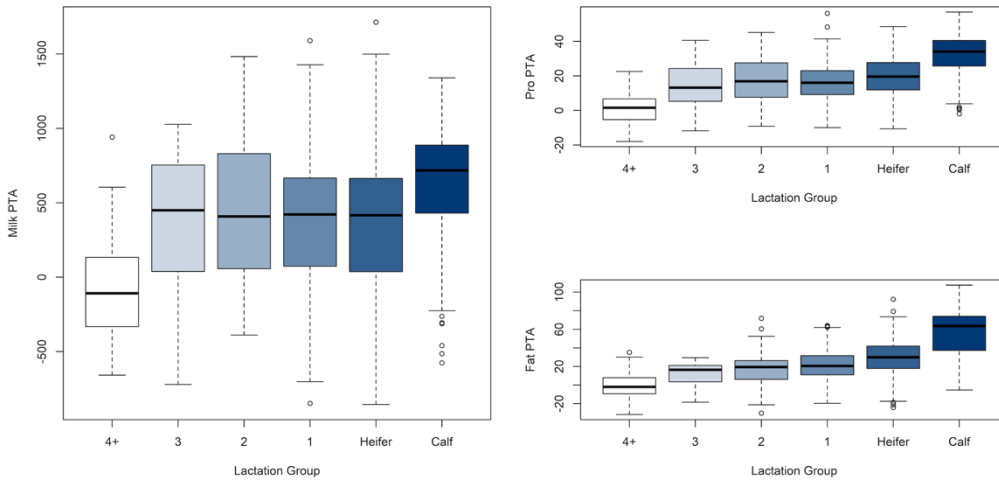 Milk PTA
1500
1000
500
0
-500
4+ 3 2 1 Heifer Calf
Lactation Group
Pro PTA
40
20
0
-20
4+ 3 2 1 Heifer Calf
Lactation Group
Fat PTA
100
60
20
-20
4+ 3 2 1 Heifer Calf
Lactation Group